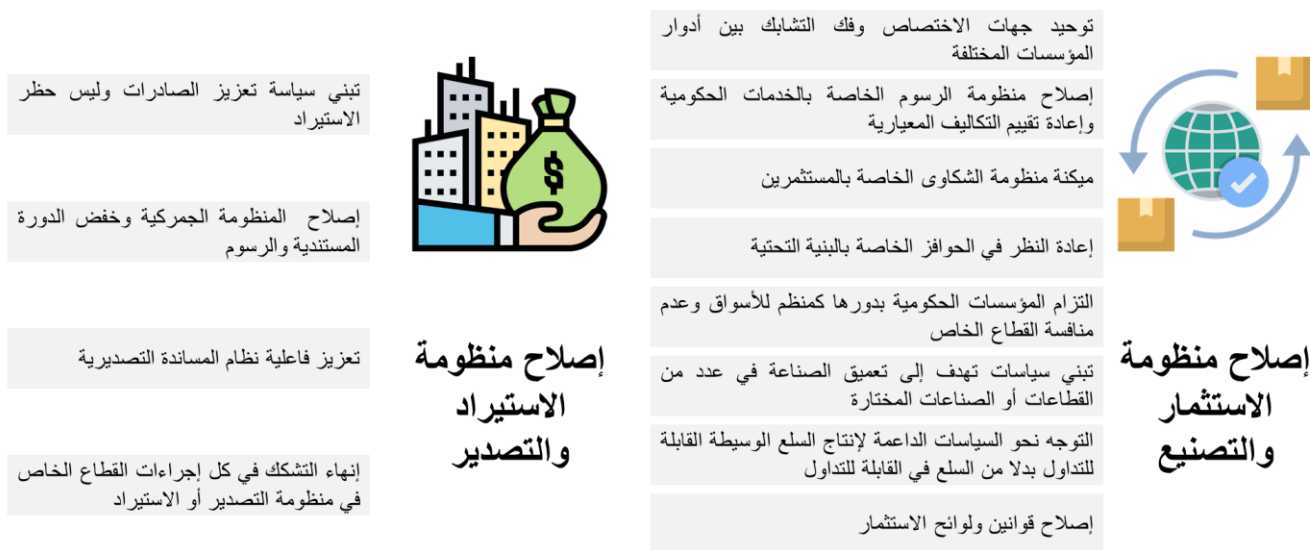 إصلاح منظومة
الاستثمار
والتصنيع
توحيد جهات الاختصاص وفك التشابك بين أدوار
المؤسسات المختلفة
إصلاح منظومة الرسوم الخاصة بالخدمات الحكومية
وإعادة تقييم التكاليف المعيارية
ميكنة منظومة الشكاوى الخاصة بالمستثمرين
إعادة النظر في الحوافز الخاصة بالبنية التحتية
التزام المؤسسات الحكومية بدورها كمنظم للأسواق وعدم
منافسة القطاع الخاص
تبني سياسات تهدف إلى تعميق الصناعة في عدد من
القطاعات أو الصناعات المختارة
التوجه نحو السياسات الداعمة لإنتاج السلع الوسيطة القابلة
للتداول بدلا من السلع في القابلة للتداول
إصلاح قوانين ولوائح الاستثمار
إصلاح منظومة
الاستيراد
والتصدير
تبني سياسة تعزيز الصادرات وليس حظر
الاستيراد
إصلاح المنظومة الجمركية وخفض الدورة
المستندية والرسوم
تعزيز فاعلية نظام المساندة التصديرية
إنهاء التشكك في كل إجراءات القطاع الخاص
في منظومة التصدير أو الاستيراد
$